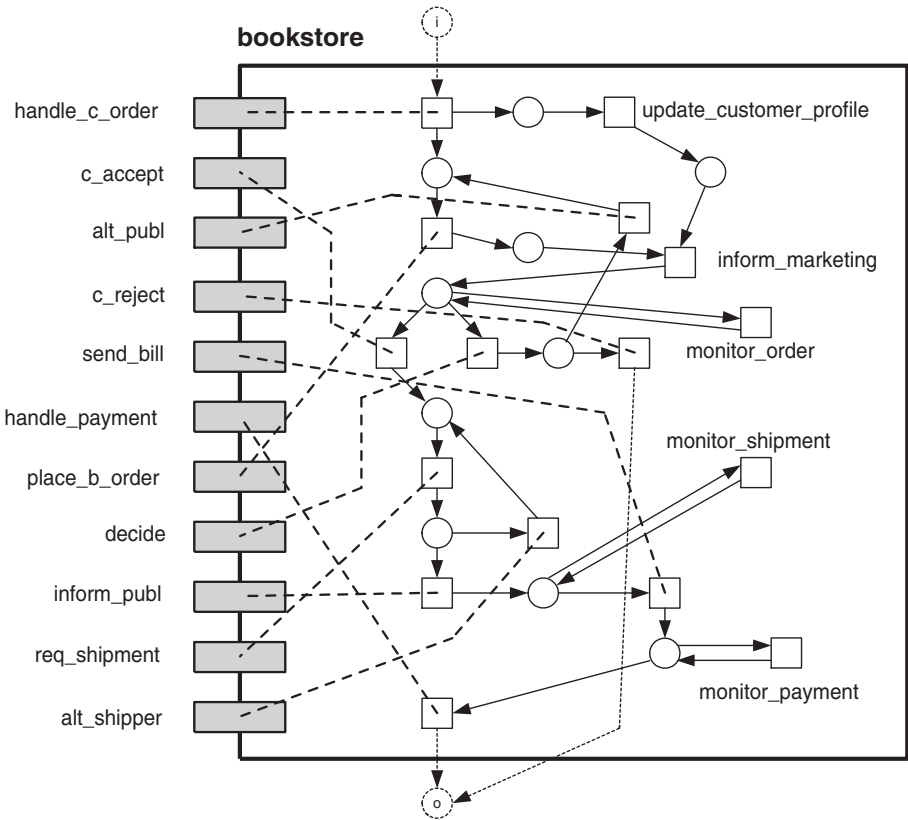 i
bookstore
handle_c_order
update_customer_profile
c_accept
alt_publ
inform_marketing
c_reject
monitor_order
send_bill
handle_payment
monitor_shipment
place_b_order
decide
inform_publ
req_shipment
monitor_payment
alt_shipper
o